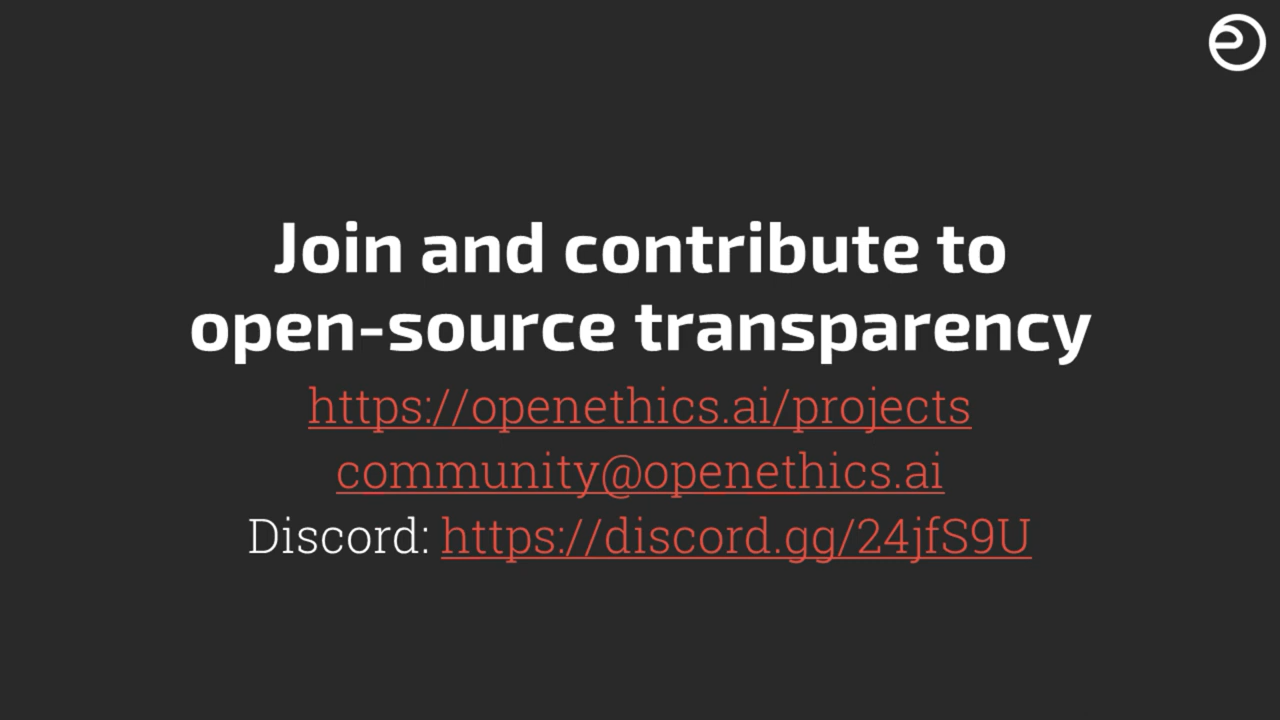 Join and contribute to
open-source transparency
https://openethics.ai/projects
community@openethics.ai
Discord: https://discord.gg/24jfS9U